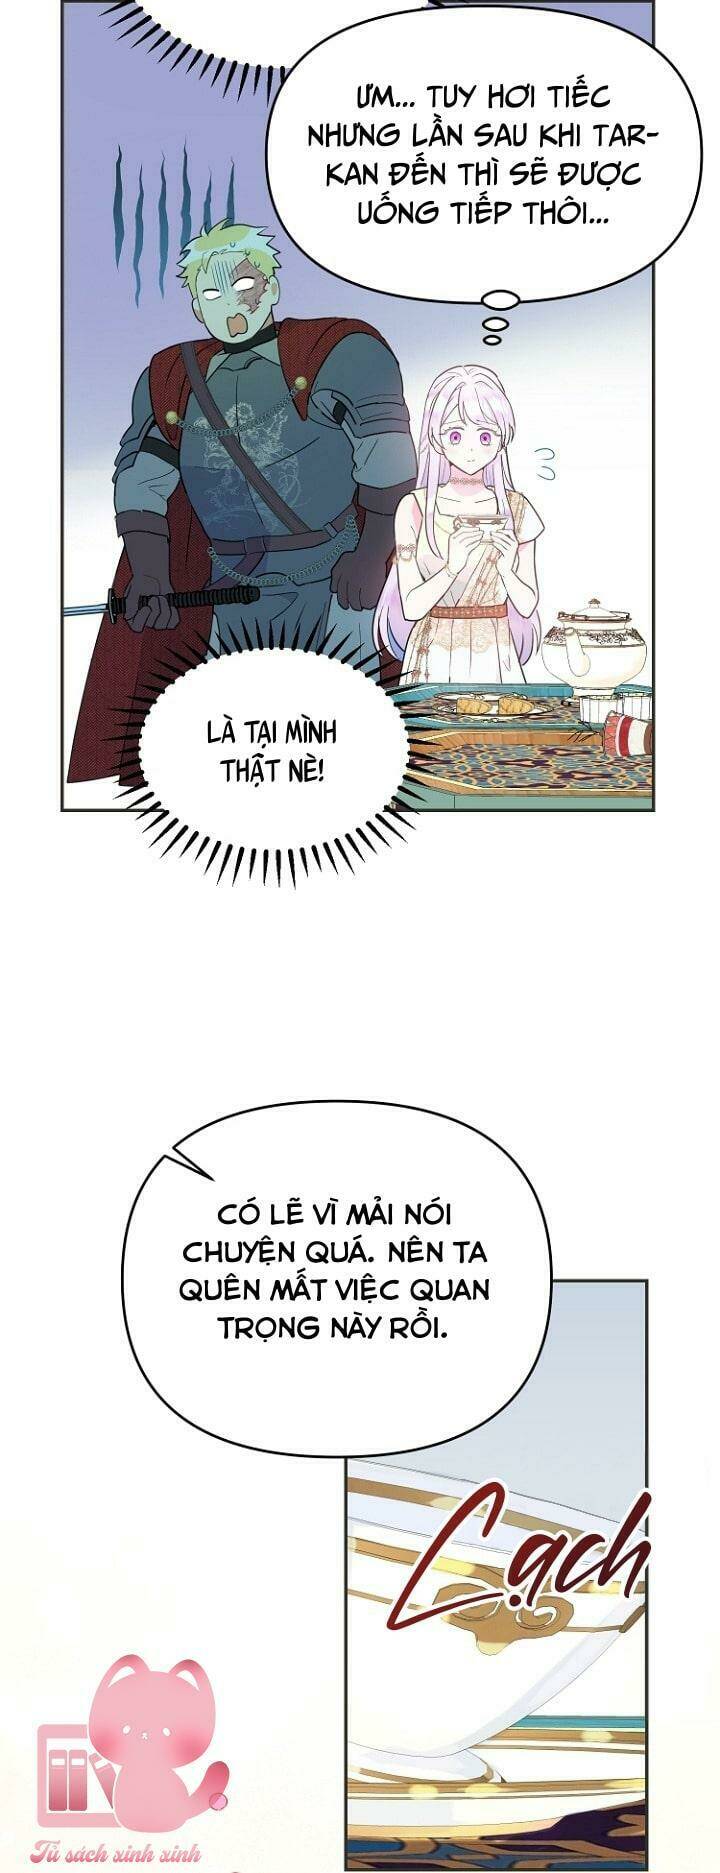 ƯM... TUY HƠI TIẾC
NHƯNG LẦN SAU KHI TAR-
KAN ĐẾN THÌ SẼ ĐƯỢC
UỐNG TIẾP THÔI...
LÀ TẠI MÌNH
THẬT NÈ!
CÓ LẼ VÌ MẢI NÓI
CHUYỆN QUÁ. NÊN TA
QUÊN MẤT VIỆC QUAN
TRỌNG NÀY RỒI.
Lạch
Tủ sách xinh xinh